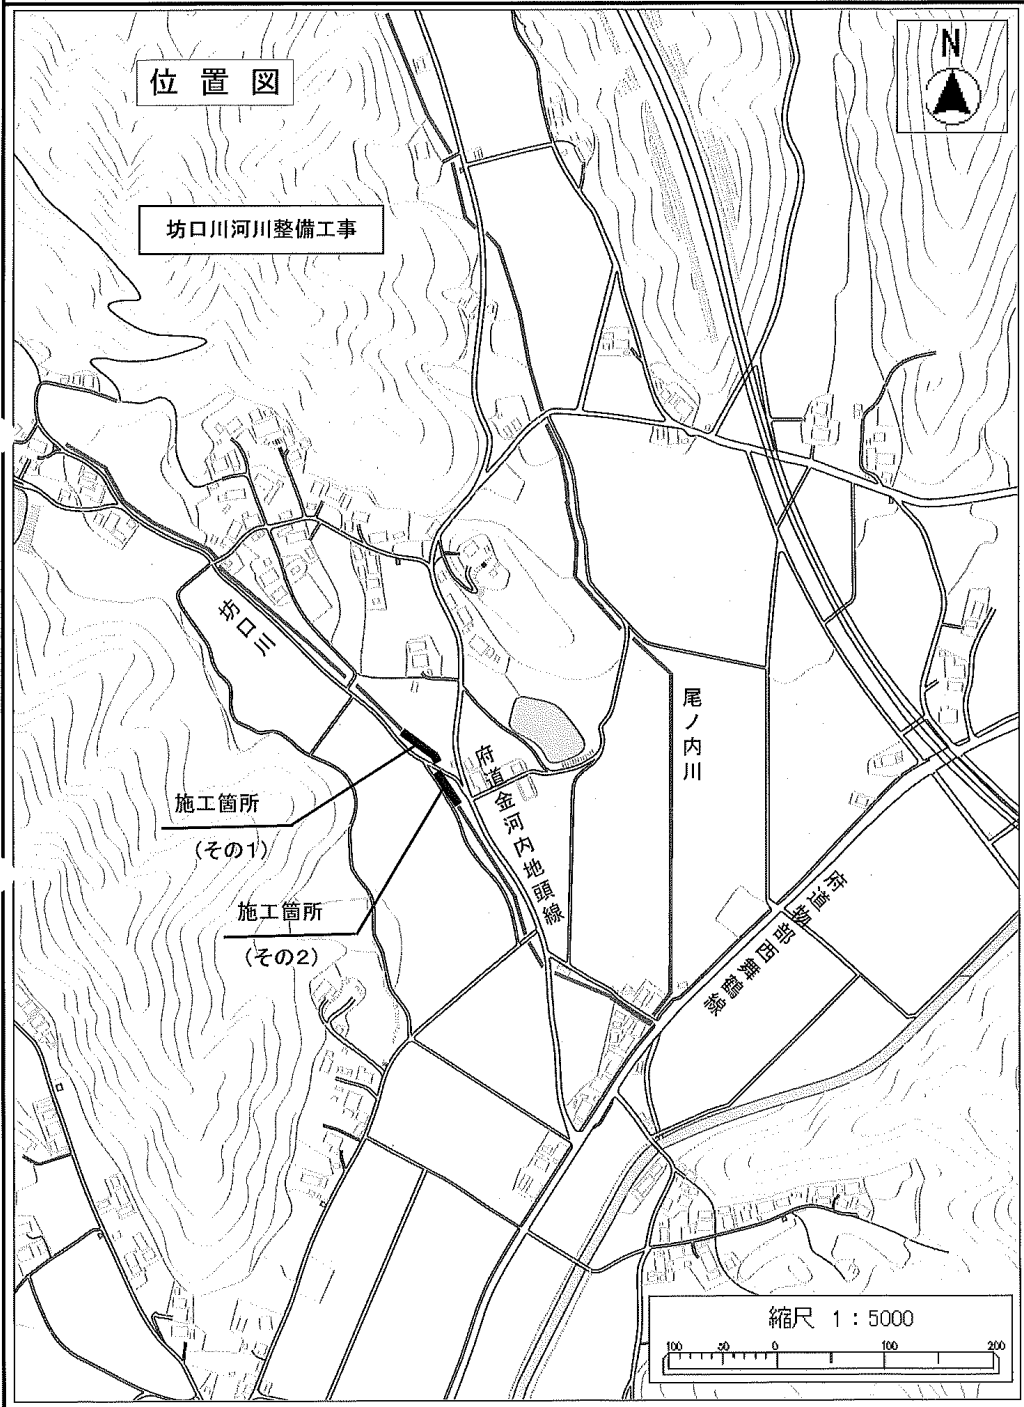 位置図
N
坊口川河川整備工事
坊口川
尾ノ内川
府道金河内地頭線
施工箇所
(その1)
施工箇所
(その2)
府道物部西舞鶴線
縮尺 1:5000
100 50 0 100 200